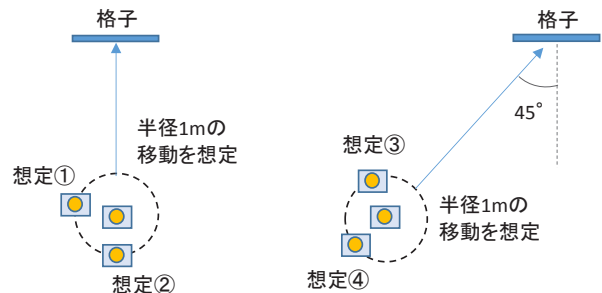 格子
半径1mの
移動を想定
想定①
想定②
格子
45°
想定③
半径1mの
移動を想定
想定④